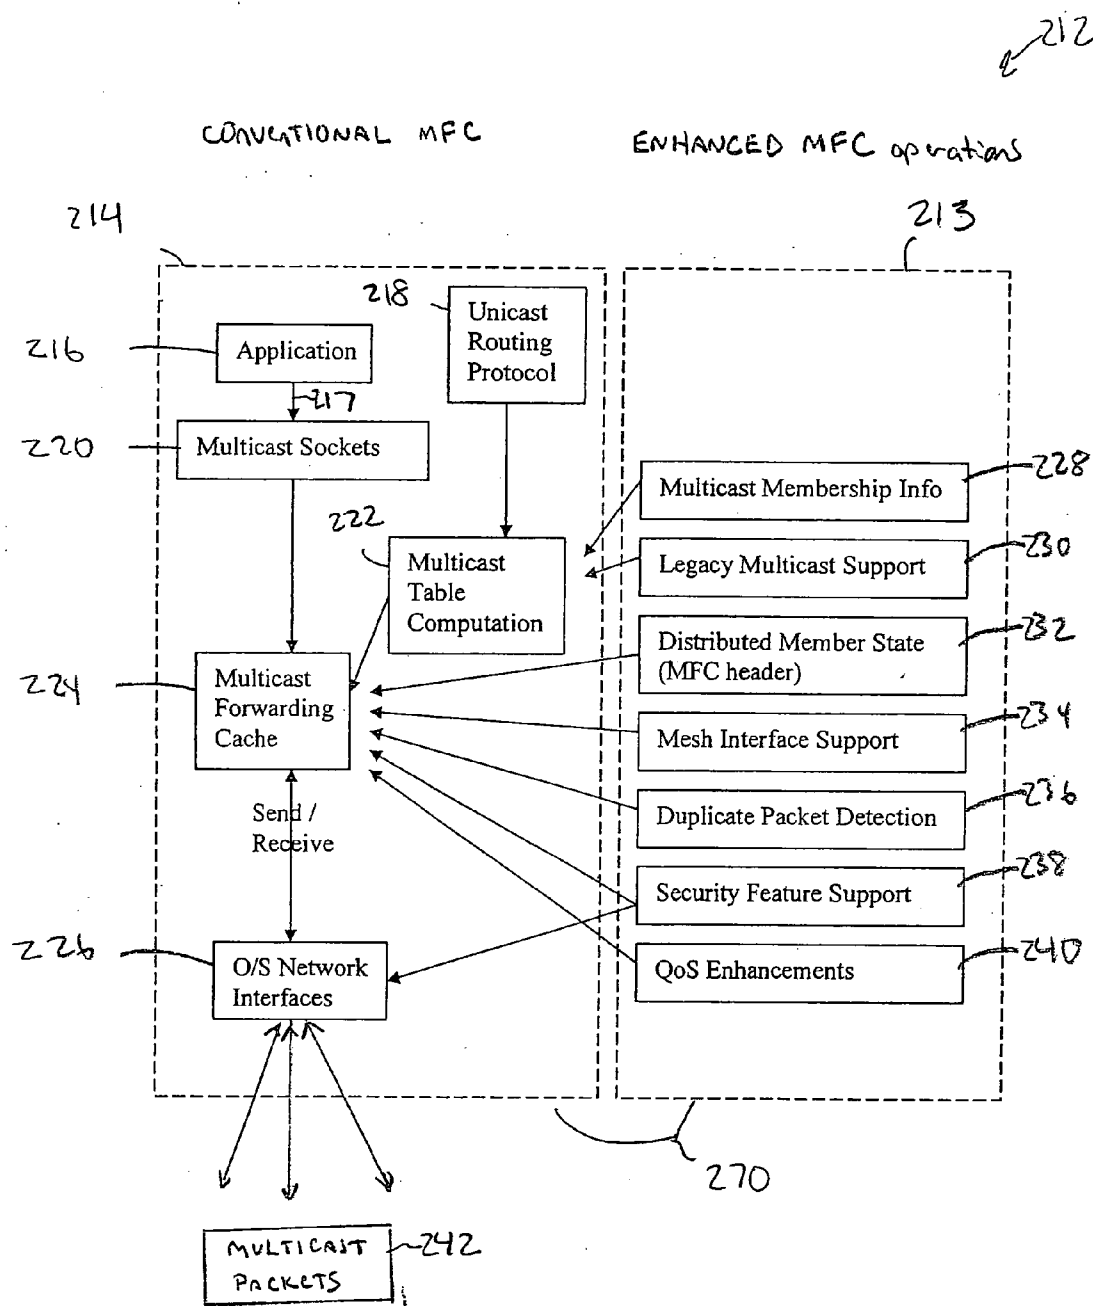 212
CONVENTIONAL MFC
ENHANCED MFC operations
214
213
218
Unicast
Routing
Protocol
216
Application
217
220
Multicast Sockets
228
Multicast Membership Info
222
Multicast
Table
Computation
230
Legacy Multicast Support
232
Distributed Member State
(MFC header)
224
Multicast
Forwarding
Cache
234
Mesh Interface Support
Send /
Receive
236
Duplicate Packet Detection
238
Security Feature Support
226
O/S Network
Interfaces
240
QoS Enhancements
270
MULTICAST
PACKETS
242